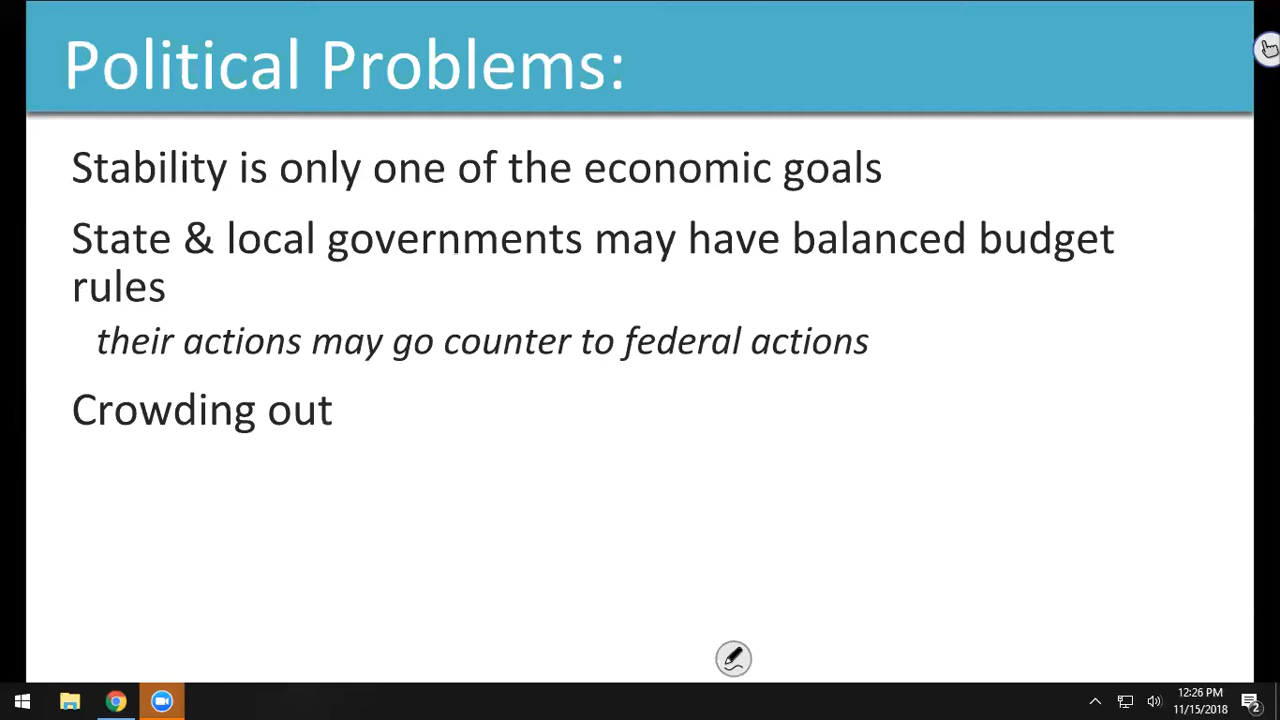 Political Problems:
Stability is only one of the economic goals
State & local governments may have balanced budget
rules
their actions may go counter to federal actions
Crowding out
12:26 PM
11/15/2018
2